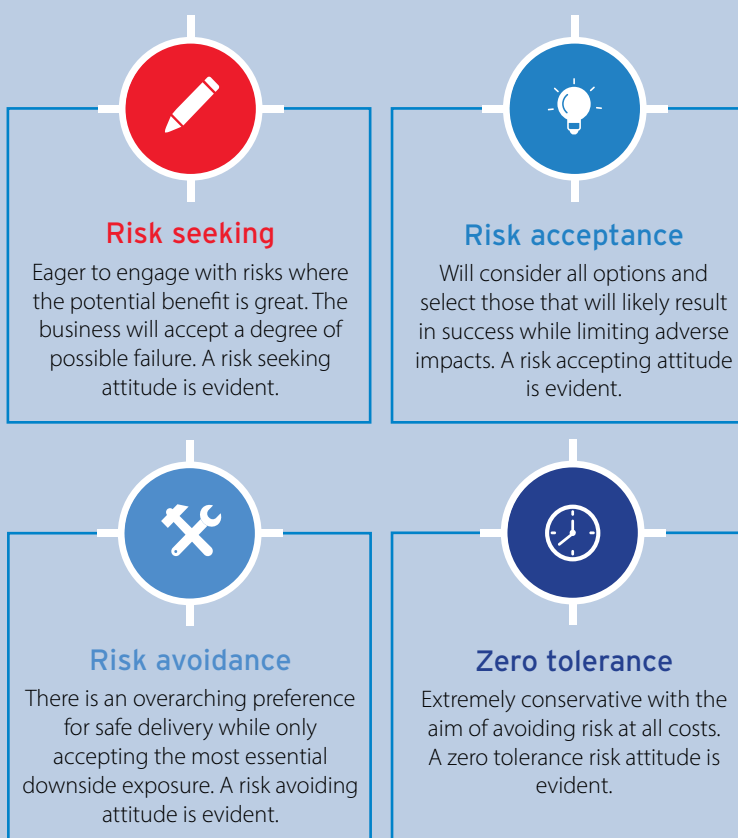 Risk seeking
Eager to engage with risks where
the potential benefit is great. The
business will accept a degree of
possible failure. A risk seeking
attitude is evident.
Risk acceptance
Will consider all options and
select those that will likely result
in success while limiting adverse
impacts. A risk accepting attitude
is evident.
Risk avoidance
There is an overarching preference
for safe delivery while only
accepting the most essential
downside exposure. A risk avoiding
attitude is evident.
Zero tolerance
Extremely conservative with the
aim of avoiding risk at all costs.
A zero tolerance risk attitude is
evident.